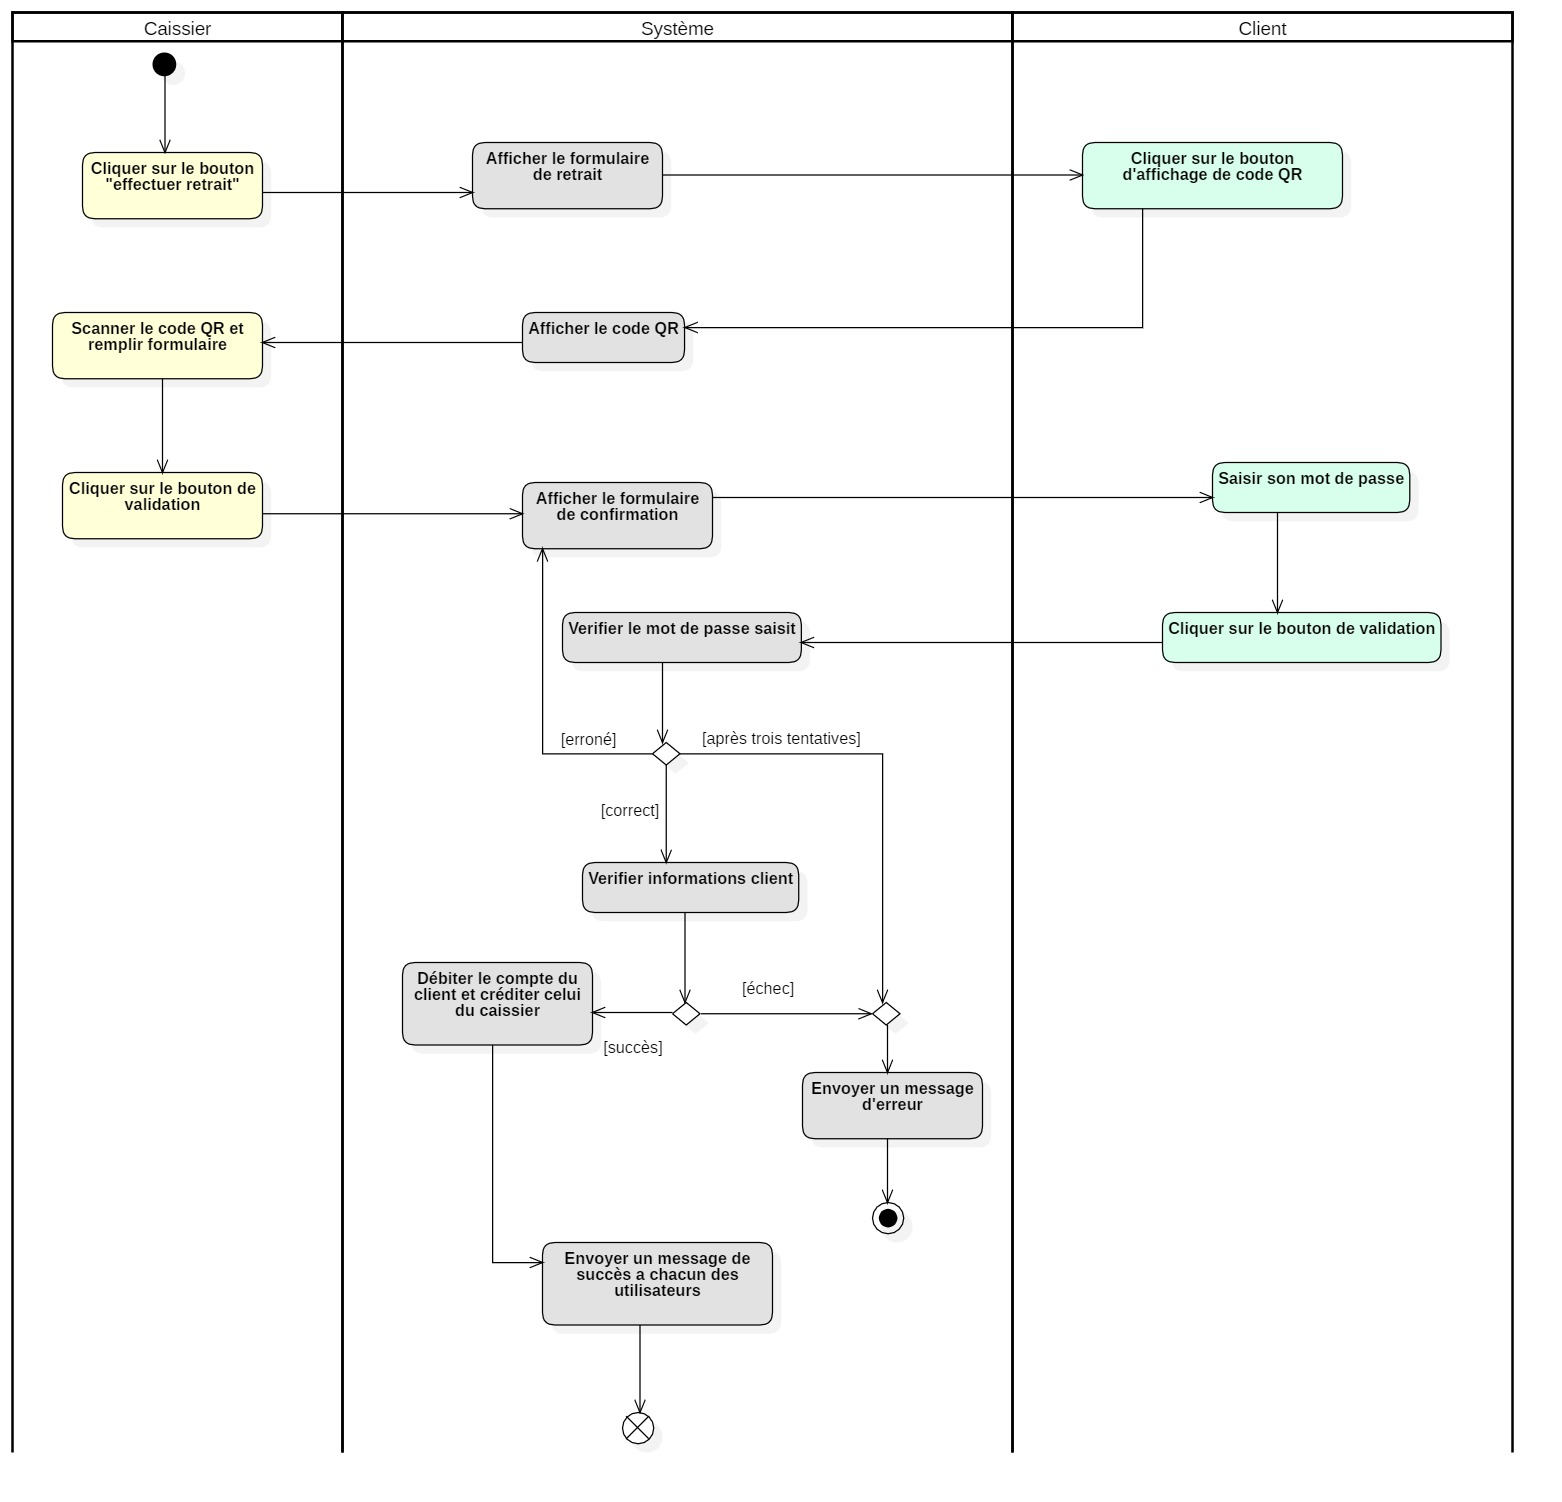 Caissier
Système
Client
Cliquer sur le bouton
"effectuer retrait"
Afficher le formulaire
de retrait
Cliquer sur le bouton
d'affichage de code QR
Scanner le code QR et
remplir formulaire
Afficher le code QR
Cliquer sur le bouton de
validation
Afficher le formulaire
de confirmation
Saisir son mot de passe
Verifier le mot de passe saisit
Cliquer sur le bouton de validation
[erroné]
[après trois tentatives]
[correct]
Verifier informations client
Débiter le compte du
client et créditer celui
du caissier
[échec]
[succès]
Envoyer un message
d'erreur
Envoyer un message de
succès a chacun des
utilisateurs